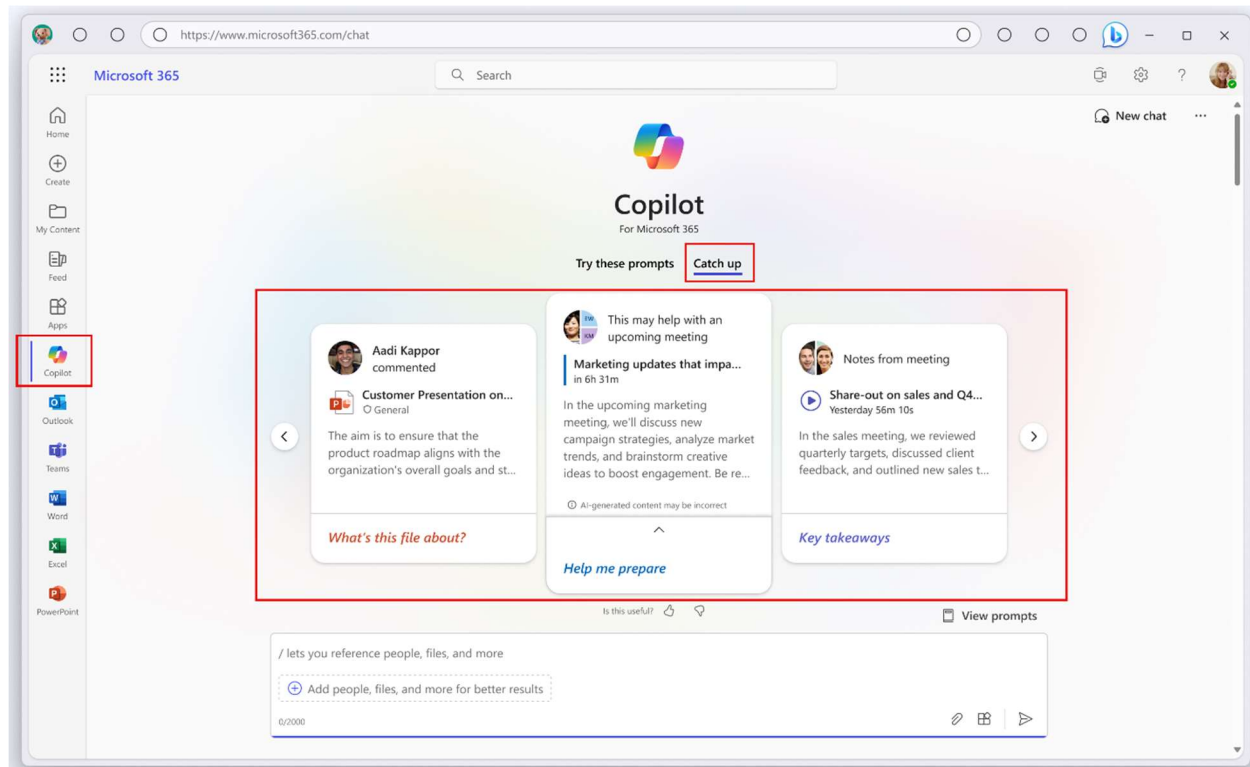 https://www.microsoft365.com/chat
Microsoft 365
Search
?
New chat
...
Home
Create
My Content
Feed
Apps
Copilot
Outlook
Teams
Word
Excel
PowerPoint
Copilot
For Microsoft 365
Try these prompts
Catch up
Aadi Kappor
commented
Customer Presentation on...
General
The aim is to ensure that the
product roadmap aligns with the
organization's overall goals and st...
What's this file about?
This may help with an
upcoming meeting
Marketing updates that impa...
in 6h 31m
In the upcoming marketing
meeting, we'll discuss new
campaign strategies, analyze market
trends, and brainstorm creative
ideas to boost engagement. Be re...
AI-generated content may be incorrect
Help me prepare
Notes from meeting
Share-out on sales and Q4...
Yesterday 56m 10s
In the sales meeting, we reviewed
quarterly targets, discussed client
feedback, and outlined new sales t...
Key takeaways
Is this useful?
View prompts
/ lets you reference people, files, and more
Add people, files, and more for better results
0/2000